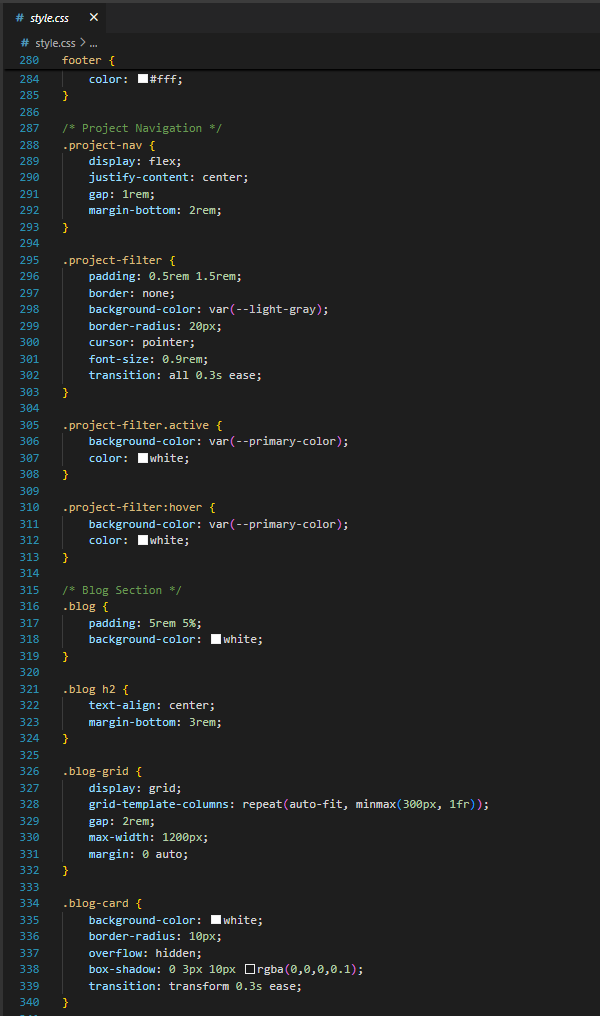 # style.css ×
# style.css > ...
280 footer {
284     color: #fff;
285 }
286
287 /* Project Navigation */
288 .project-nav {
289     display: flex;
290     justify-content: center;
291     gap: 1rem;
292     margin-bottom: 2rem;
293 }
294
295 .project-filter {
296     padding: 0.5rem 1.5rem;
297     border: none;
298     background-color: var(--light-gray);
299     border-radius: 20px;
300     cursor: pointer;
301     font-size: 0.9rem;
302     transition: all 0.3s ease;
303 }
304
305 .project-filter.active {
306     background-color: var(--primary-color);
307     color: white;
308 }
309
310 .project-filter:hover {
311     background-color: var(--primary-color);
312     color: white;
313 }
314
315 /* Blog Section */
316 .blog {
317     padding: 5rem 5%;
318     background-color: white;
319 }
320
321 .blog h2 {
322     text-align: center;
323     margin-bottom: 3rem;
324 }
325
326 .blog-grid {
327     display: grid;
328     grid-template-columns: repeat(auto-fit, minmax(300px, 1fr));
329     gap: 2rem;
330     max-width: 1200px;
331     margin: 0 auto;
332 }
333
334 .blog-card {
335     background-color: white;
336     border-radius: 10px;
337     overflow: hidden;
338     box-shadow: 0 3px 10px rgba(0,0,0,0.1);
339     transition: transform 0.3s ease;
340 }